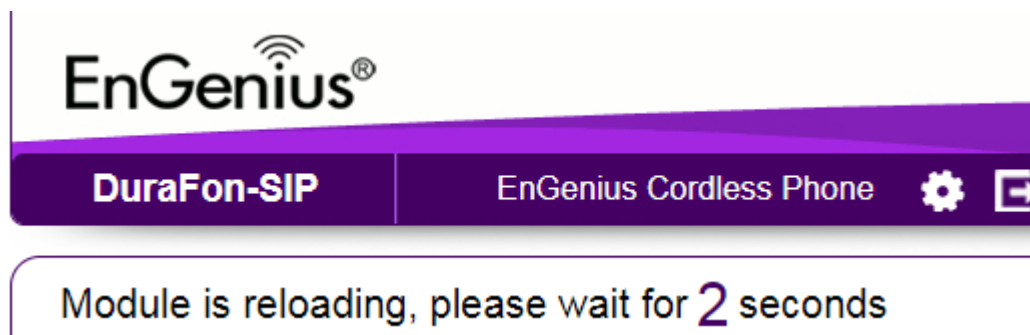 EnGenius®
DuraFon-SIP EnGenius Cordless Phone
Module is reloading, please wait for 2 seconds